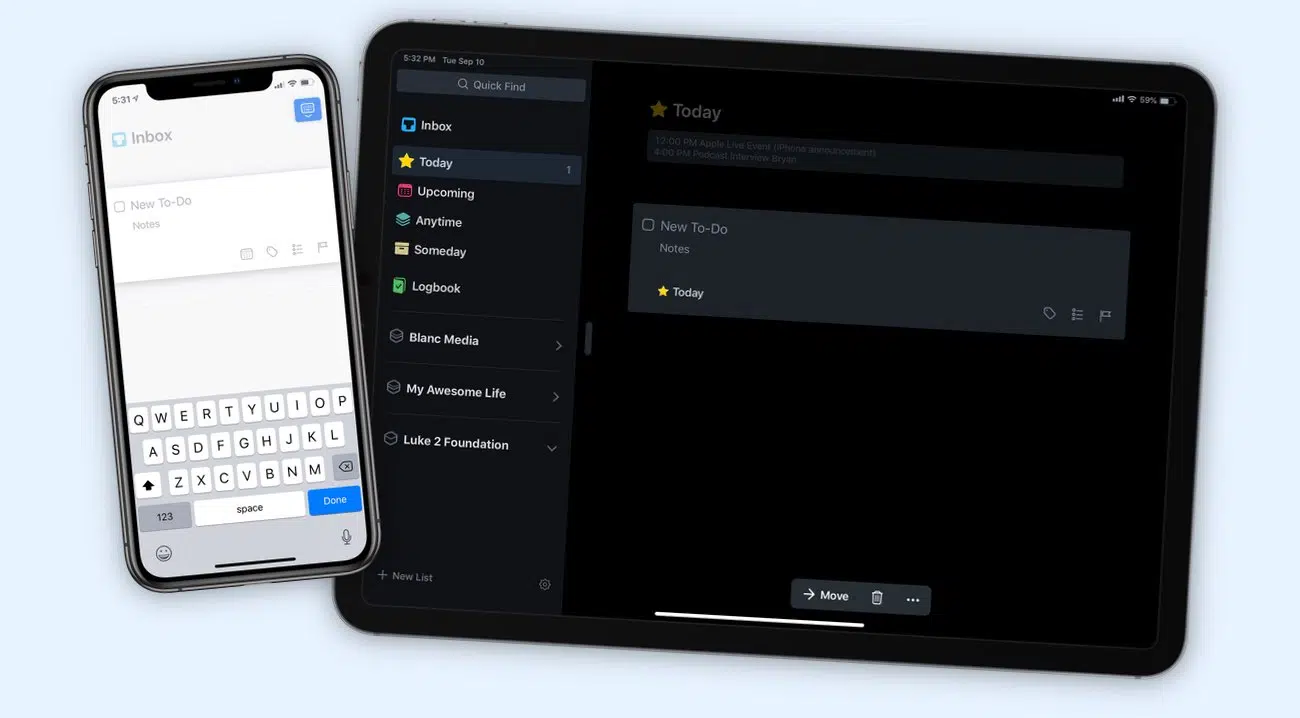 5:31
Inbox
New To-Do
Notes
Q W E R T Y U I O P
A S D F G H J K L
Z X C V B N M
123
space
Done
5:32 PM Tue Sep 10
59%
Quick Find
Inbox
Today
1
Upcoming
Anytime
Someday
Logbook
Blanc Media
My Awesome Life
Luke 2 Foundation
New List
Today
12:00 PM Apple Live Event (iPhone announcement)
4:00 PM Podcast Interview Bryan
New To-Do
Notes
Today
Move